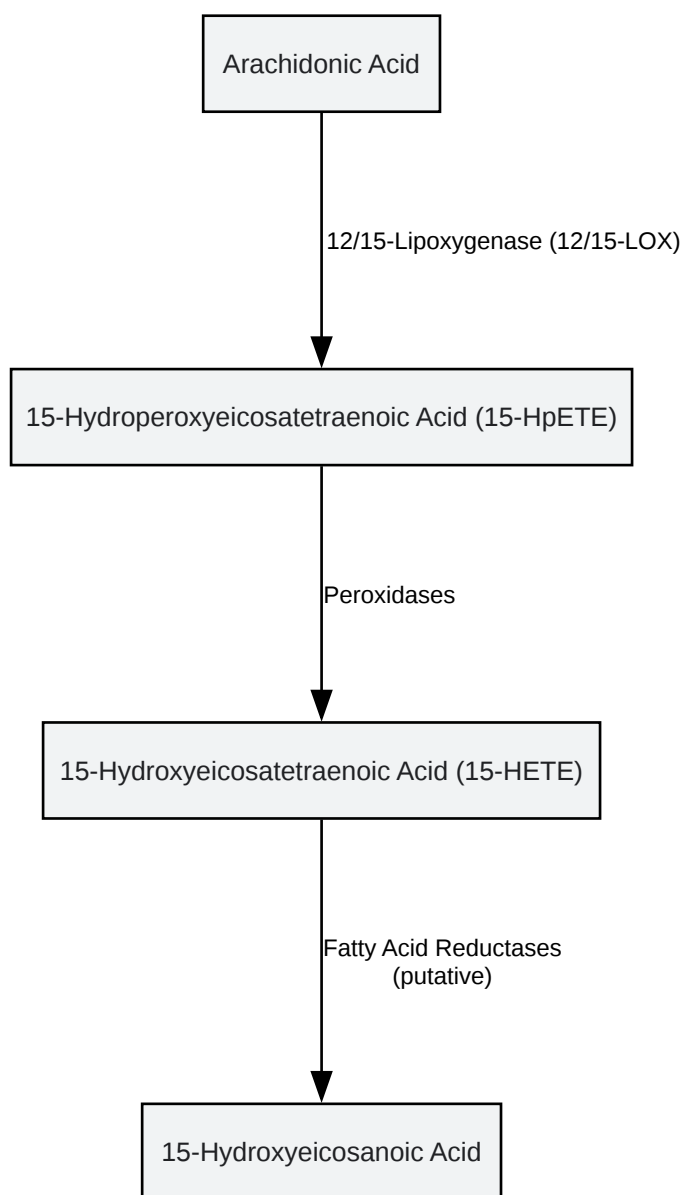 Arachidonic Acid
12/15-Lipoxygenase (12/15-LOX)
15-Hydroperoxyeicosatetraenoic Acid (15-HpETE)
Peroxidases
15-Hydroxyeicosatetraenoic Acid (15-HETE)
Fatty Acid Reductases
(putative)
15-Hydroxyeicosanoic Acid